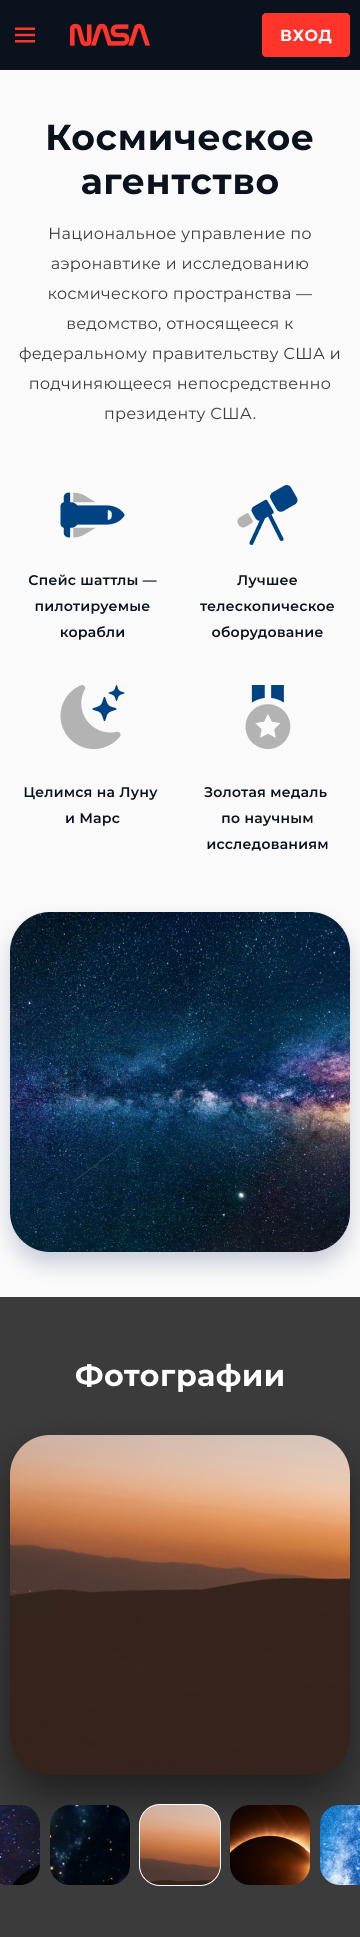 NASA
ВХОД
Космическое
агентство
Национальное управление по
аэронавтике и исследованию
космического пространства —
ведомство, относящееся к
федеральному правительству США и
подчиняющееся непосредственно
президенту США.
Спейс шаттлы —
пилотируемые
корабли
Лучшее
телескопическое
оборудование
Целимся на Луну
и Марс
Золотая медаль
по научным
исследованиям
Фотографии